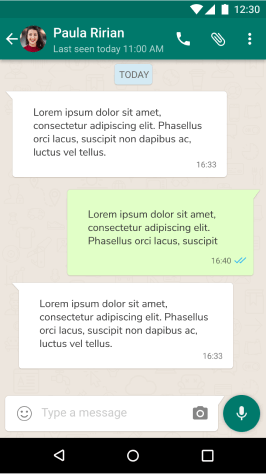 12:30
Paula Ririan
Last seen today 11:00 AM
TODAY
Lorem ipsum dolor sit amet,
consectetur adipiscing elit. Phasellus
orci lacus, suscipit non dapibus ac,
luctus vel tellus.
16:33
Lorem ipsum dolor sit amet,
consectetur adipiscing elit.
Phasellus orci lacus, suscipit
16:40
Lorem ipsum dolor sit amet,
consectetur adipiscing elit. Phasellus
orci lacus, suscipit non dapibus ac,
luctus vel tellus.
16:33
Type a message